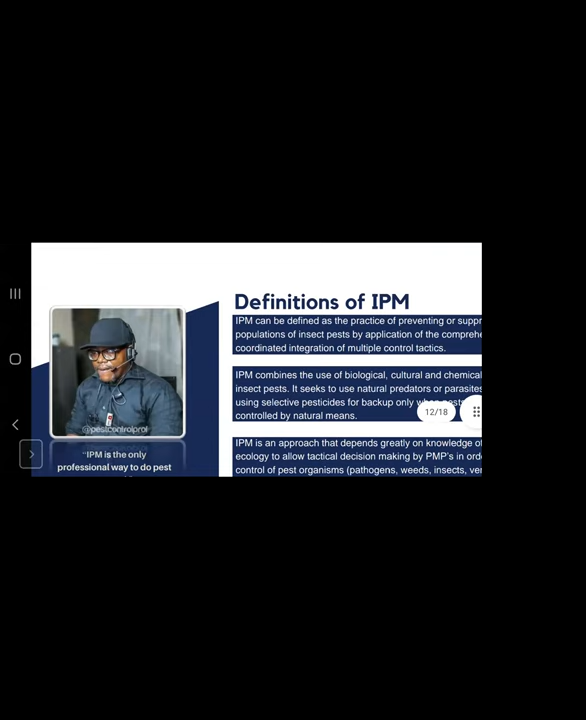 Definitions of IPM
IPM can be defined as the practice of preventing or suppr
populations of insect pests by application of the comprehe
coordinated integration of multiple control tactics.
IPM combines the use of biological, cultural and chemical
insect pests. It seeks to use natural predators or parasites
using selective pesticides for backup only when pests
controlled by natural means.
12/18
IPM is an approach that depends greatly on knowledge of
ecology to allow tactical decision making by PMP's in orde
control of pest organisms (pathogens, weeds, insects, ver
@pestcontrolprof
"IPM is the only
professional way to do pest